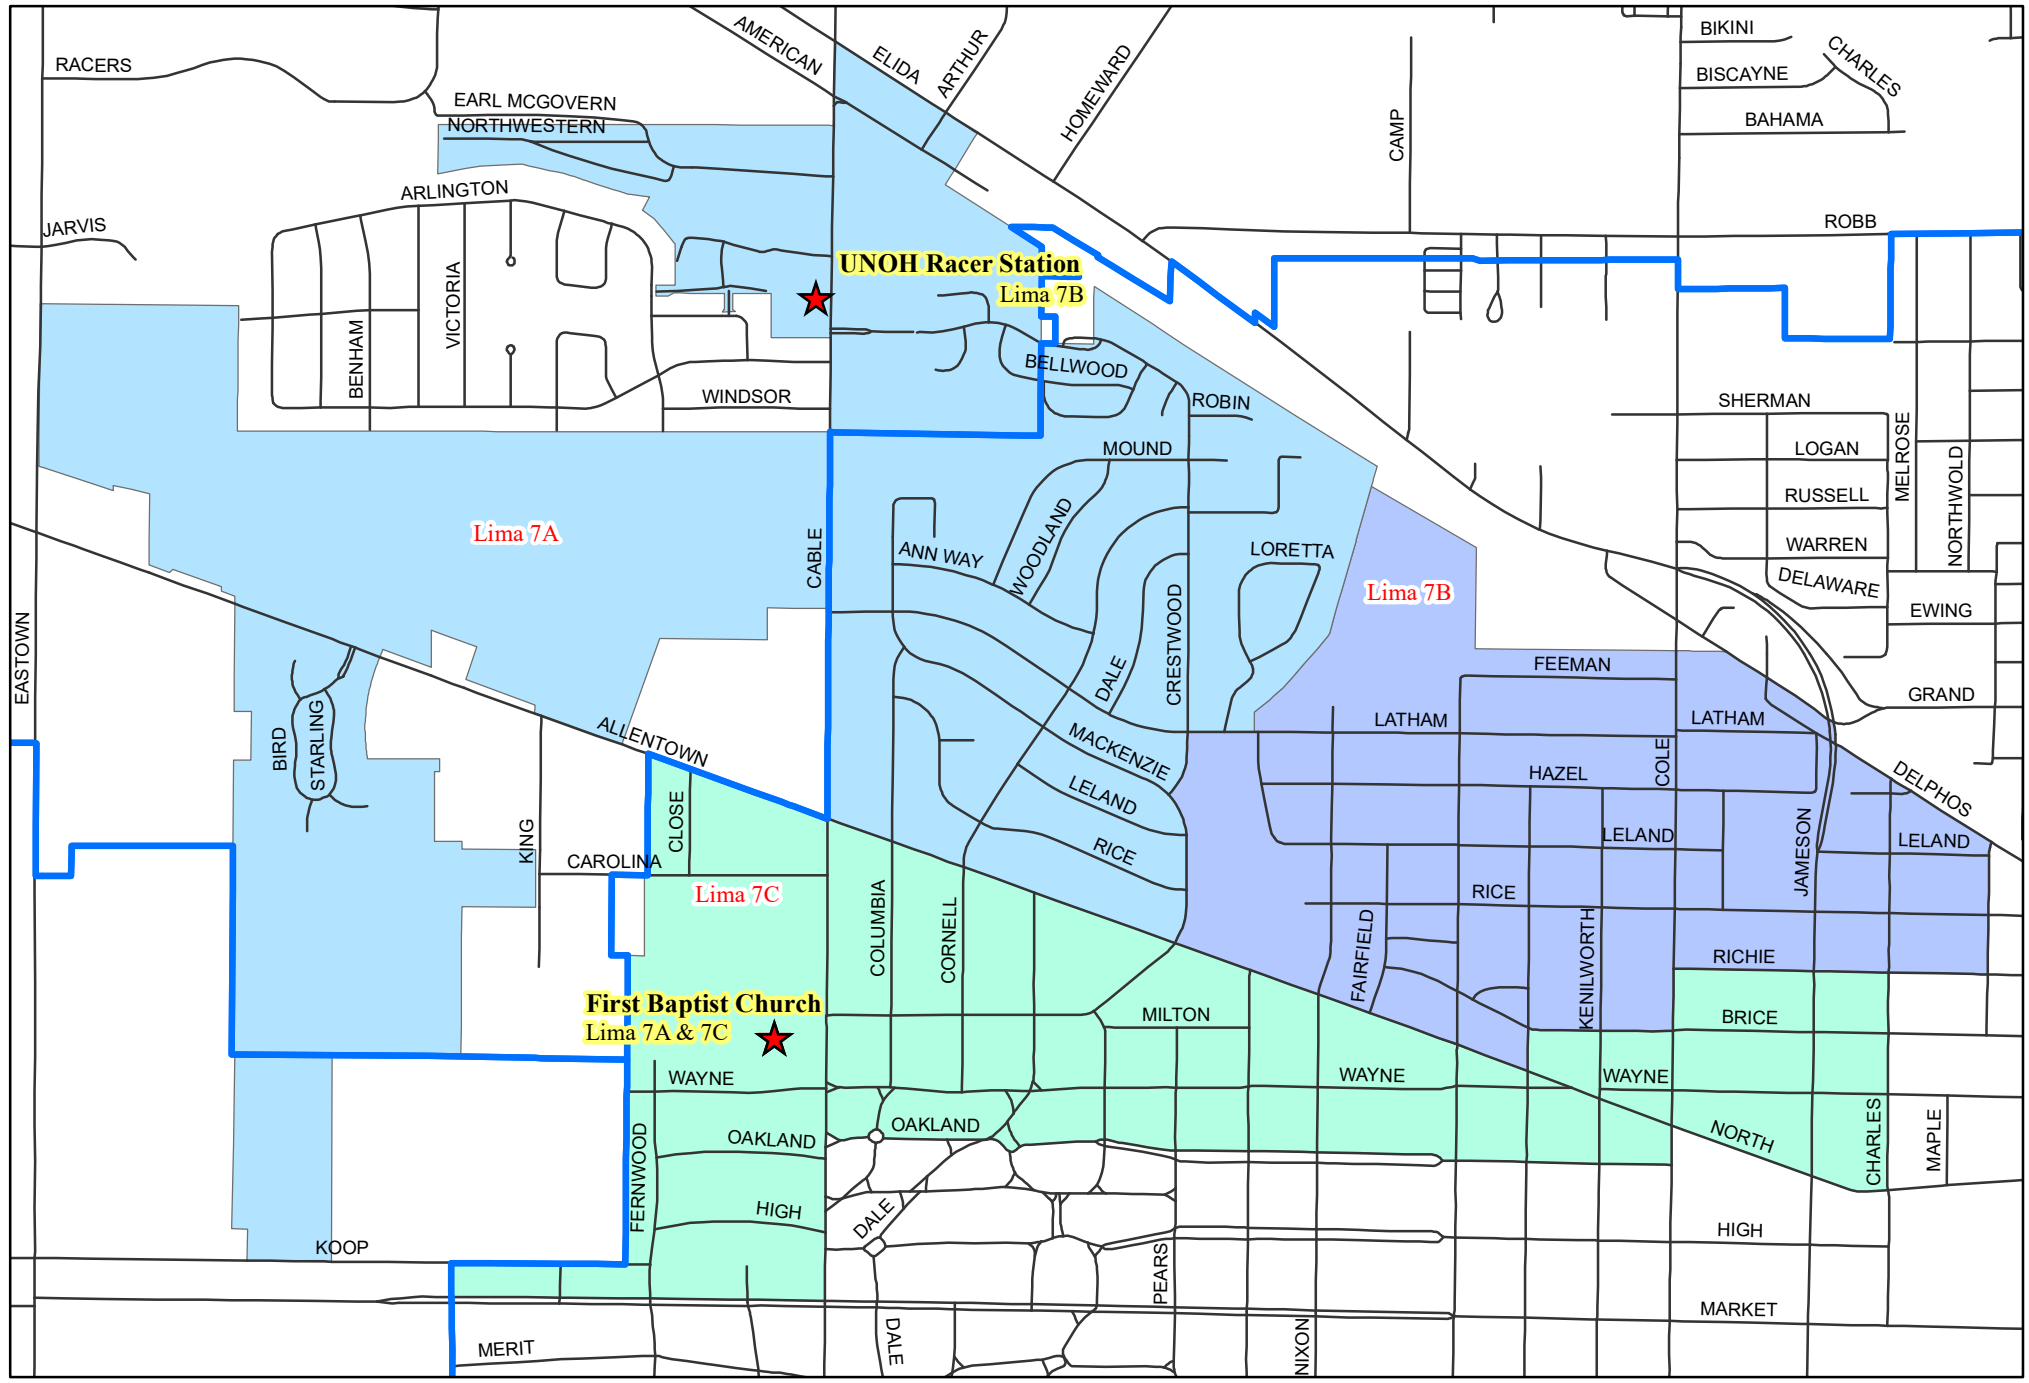 AMERICAN
ELIDA
ARTHUR
HOMEWARD
BIKINI
CHARLES
RACERS
BISCAYNE
EARL MCGOVERN
NORTHWESTERN
BAHAMA
CAMP
ARLINGTON
JARVIS
ROBB
UNOH Racer Station
Lima 7B
VICTORIA
BENHAM
BELLWOOD
WINDSOR
ROBIN
SHERMAN
MELROSE
MOUND
LOGAN
NORTHWOLD
RUSSELL
Lima 7A
CABLE
WOODLAND
ANN WAY
LORETTA
WARREN
DELAWARE
Lima 7B
EWING
CRESTWOOD
EASTOWN
DALE
FEEMAN
GRAND
STARLING
BIRD
ALLENTOWN
MACKENZIE
LATHAM
LATHAM
COLE
HAZEL
DELPHOS
LELAND
CLOSE
KING
CAROLINA
RICE
LELAND
LELAND
JAMESON
Lima 7C
RICE
COLUMBIA
CORNELL
FAIRFIELD
KENILWORTH
RICHIE
First Baptist Church
Lima 7A & 7C
MILTON
BRICE
WAYNE
WAYNE
WAYNE
OAKLAND
OAKLAND
NORTH
CHARLES
MAPLE
FERNWOOD
HIGH
DALE
HIGH
KOOP
PEARS
MARKET
MERIT
DALE
NIXON